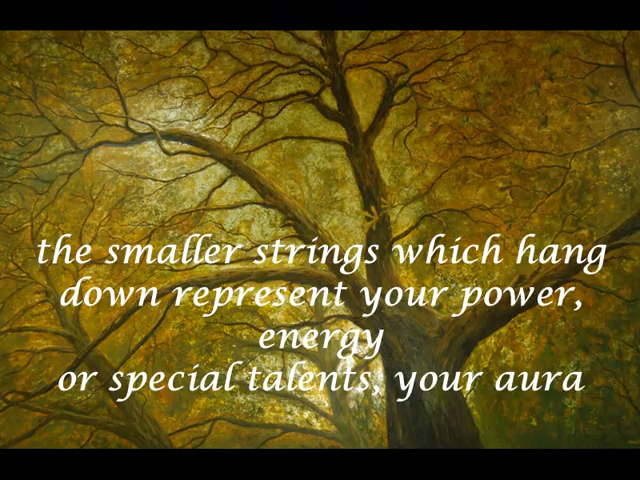 the smaller strings which hang
down represent your power,
energy
or special talents, your aura